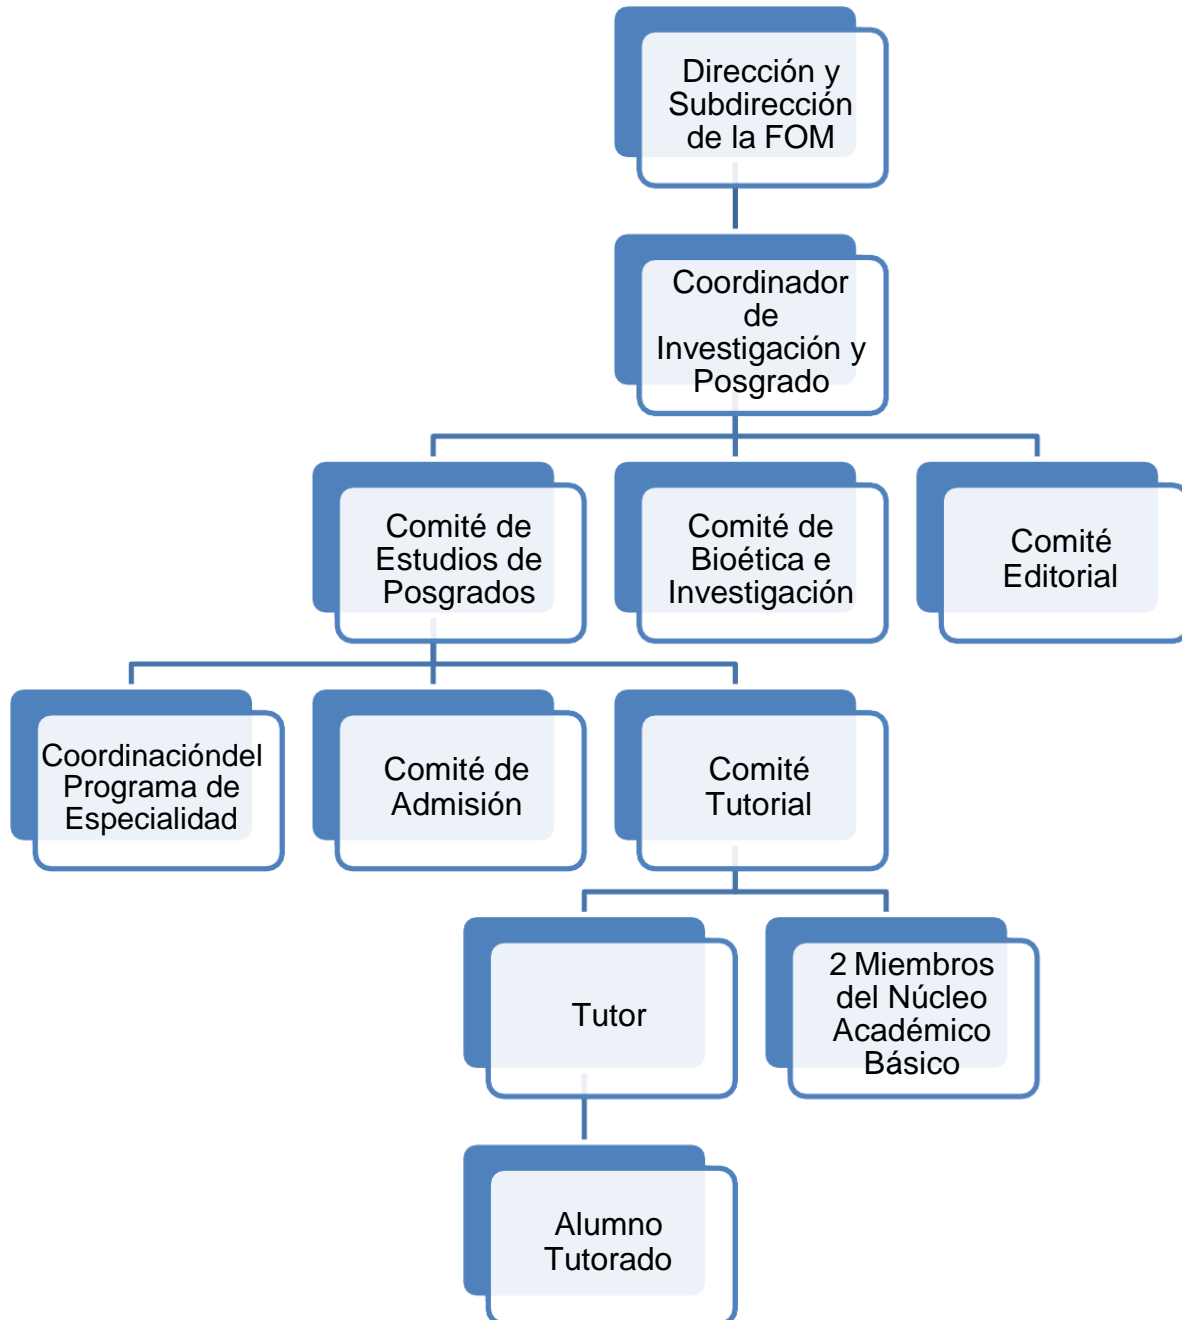 Dirección y
Subdirección
de la FOM
Coordinador
de
Investigación y
Posgrado
Comité de
Estudios de
Posgrados
Comité de
Bioética e
Investigación
Comité
Editorial
Coordinacióndel
Programa de
Especialidad
Comité de
Admisión
Comité
Tutorial
Tutor
2 Miembros
del Núcleo
Académico
Básico
Alumno
Tutorado